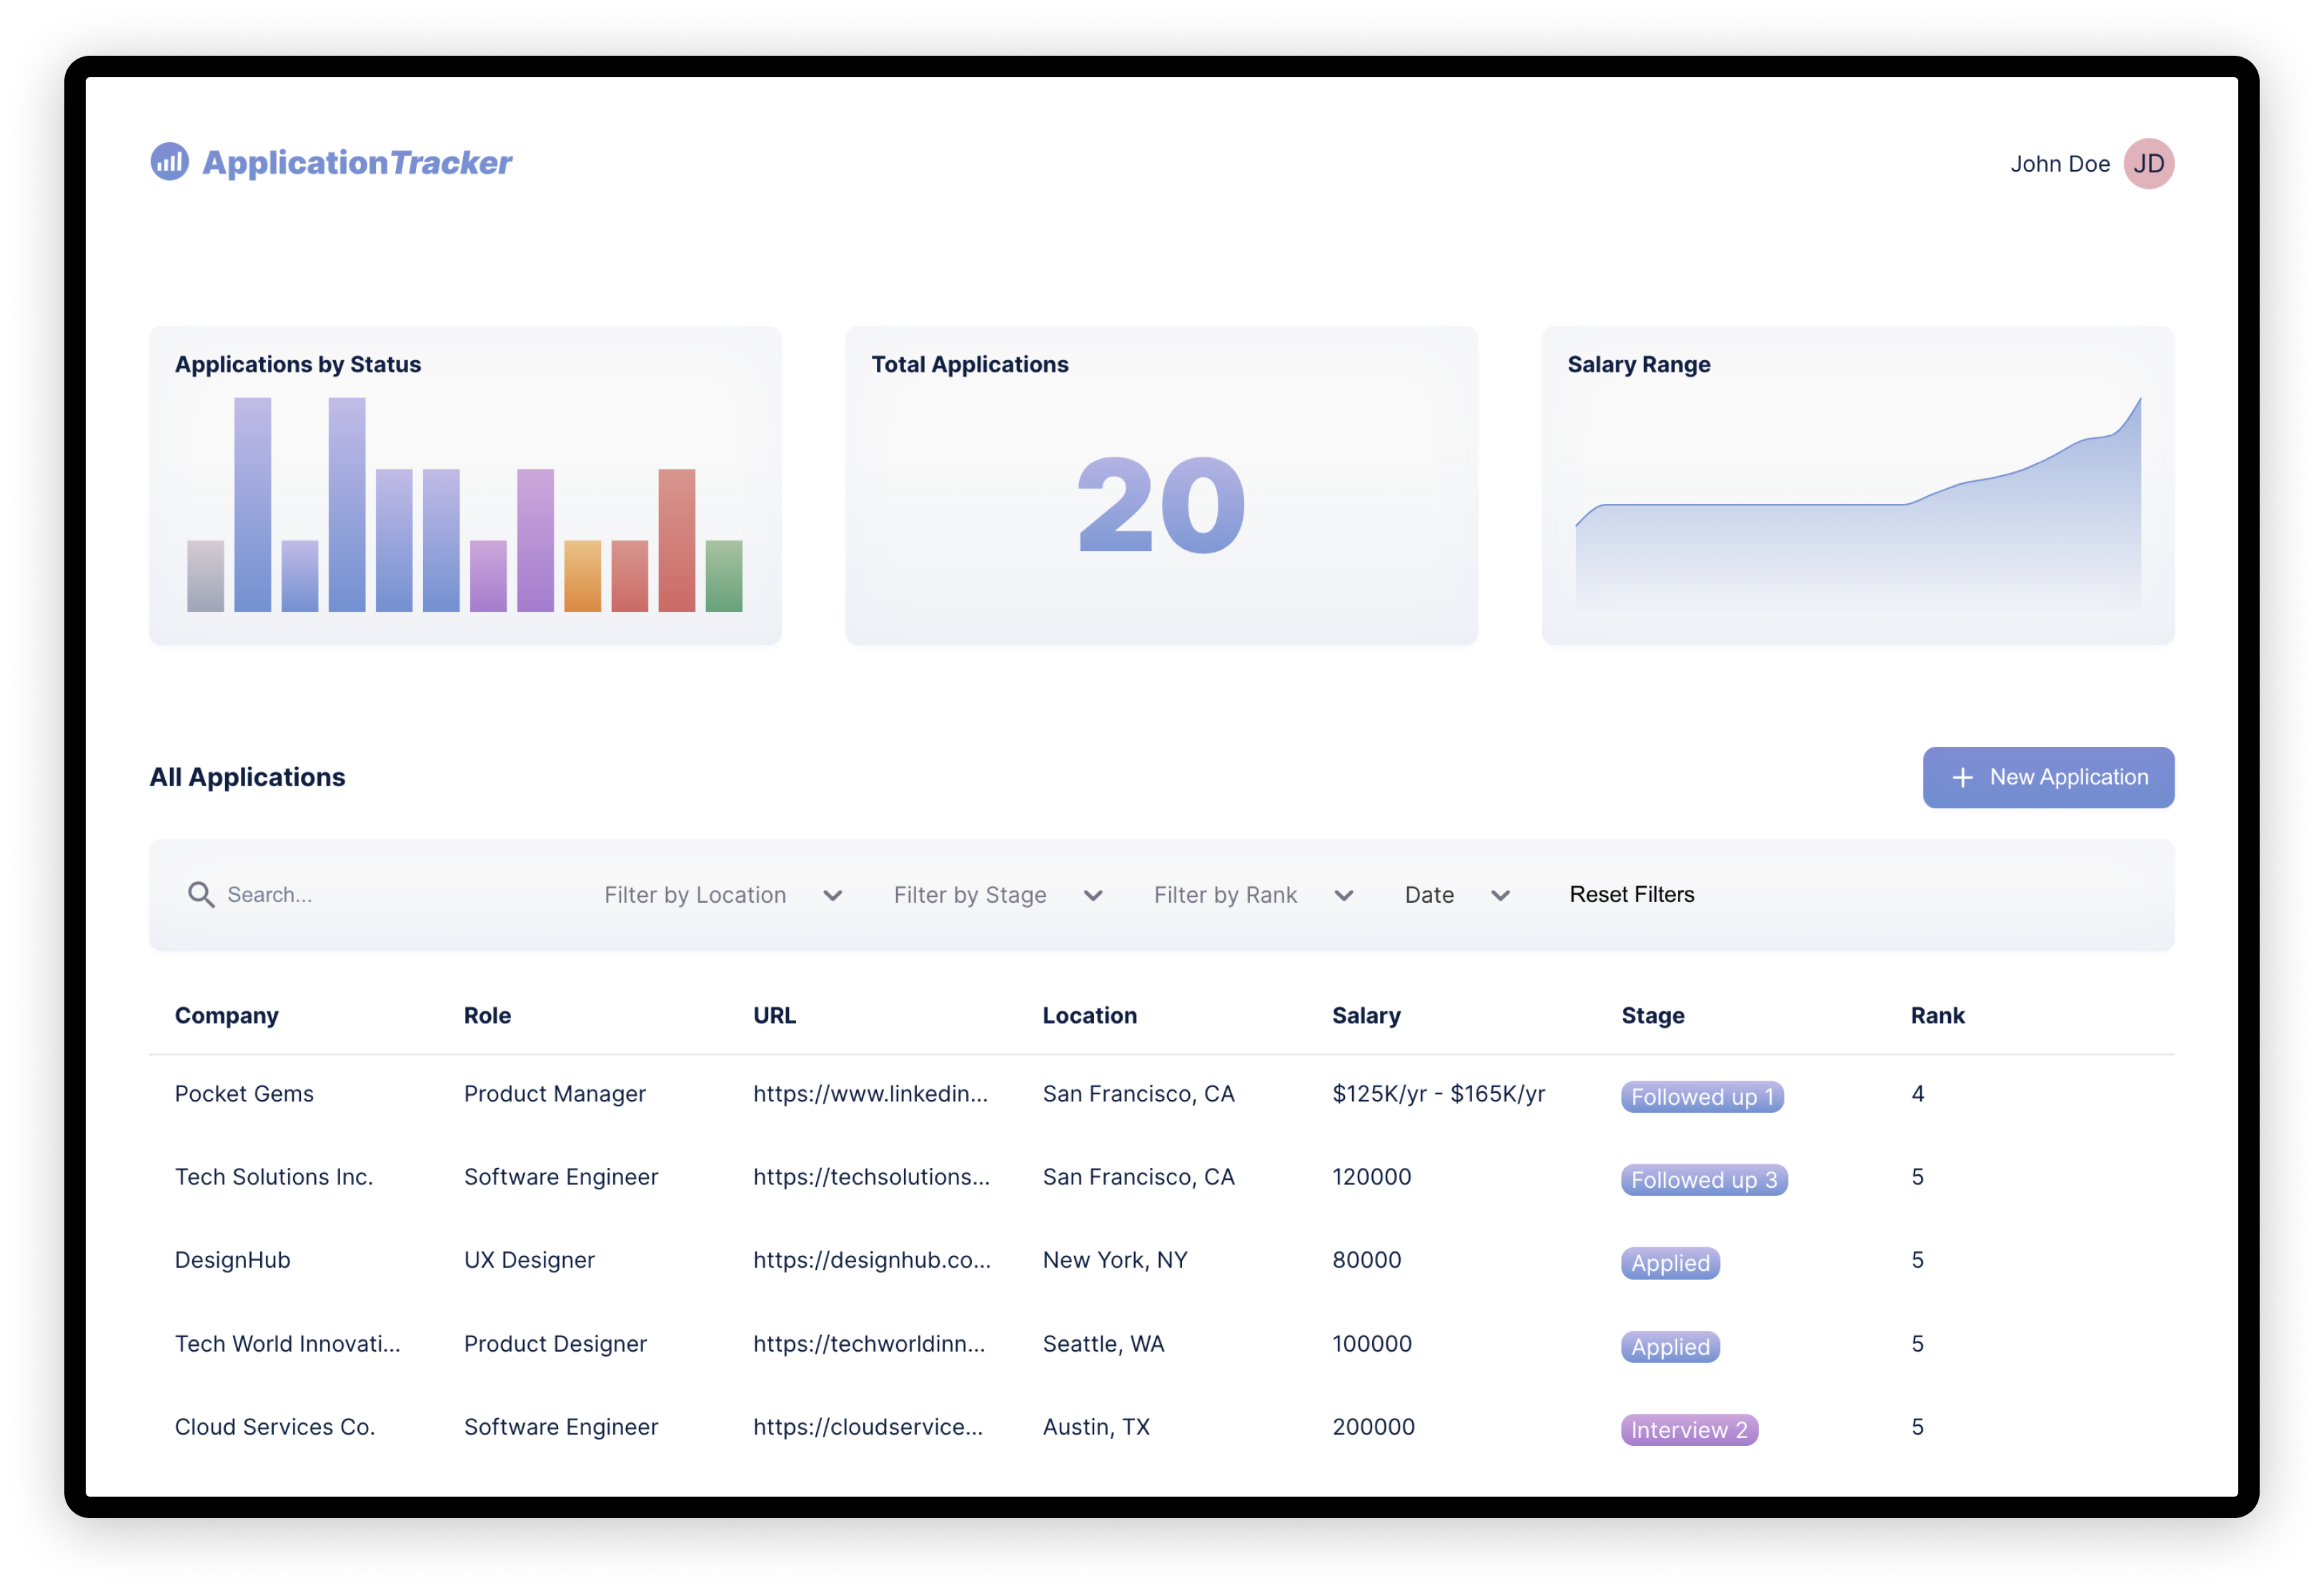 ApplicationTracker
John Doe JD
Applications by Status
Total Applications
Salary Range
20
All Applications
+ New Application
Search...
Filter by Location
Filter by Stage
Filter by Rank
Date
Reset Filters
Company Role URL Location Salary Stage Rank
Pocket Gems Product Manager https://www.linkedin... San Francisco, CA $125K/yr - $165K/yr Followed up 1 4
Tech Solutions Inc. Software Engineer https://techsolutions... San Francisco, CA 120000 Followed up 3 5
DesignHub UX Designer https://designhub.co... New York, NY 80000 Applied 5
Tech World Innovati... Product Designer https://techworldinn... Seattle, WA 100000 Applied 5
Cloud Services Co. Software Engineer https://cloudservice... Austin, TX 200000 Interview 2 5